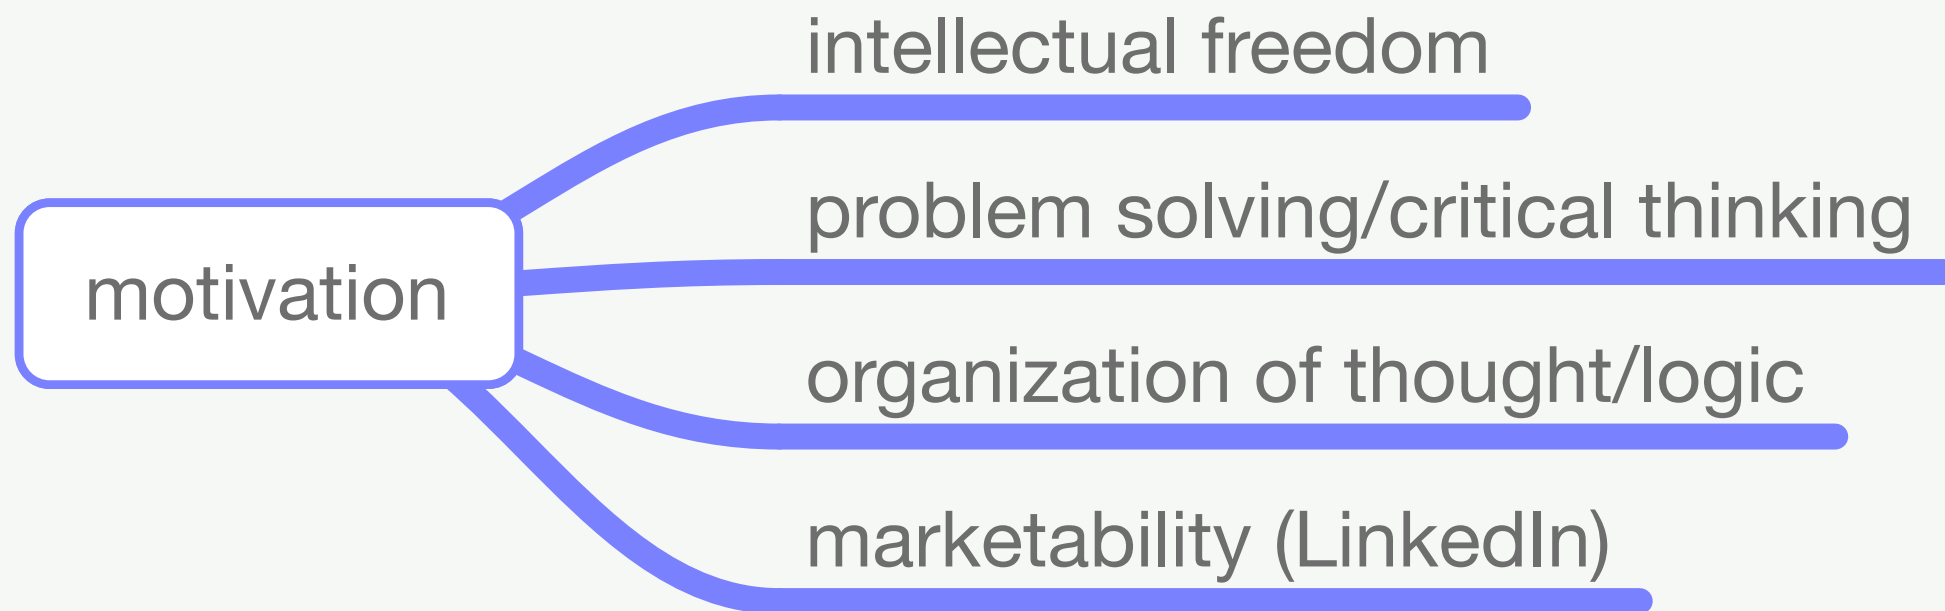 intellectual freedom
problem solving/critical thinking
motivation
organization of thought/logic
marketability (LinkedIn)